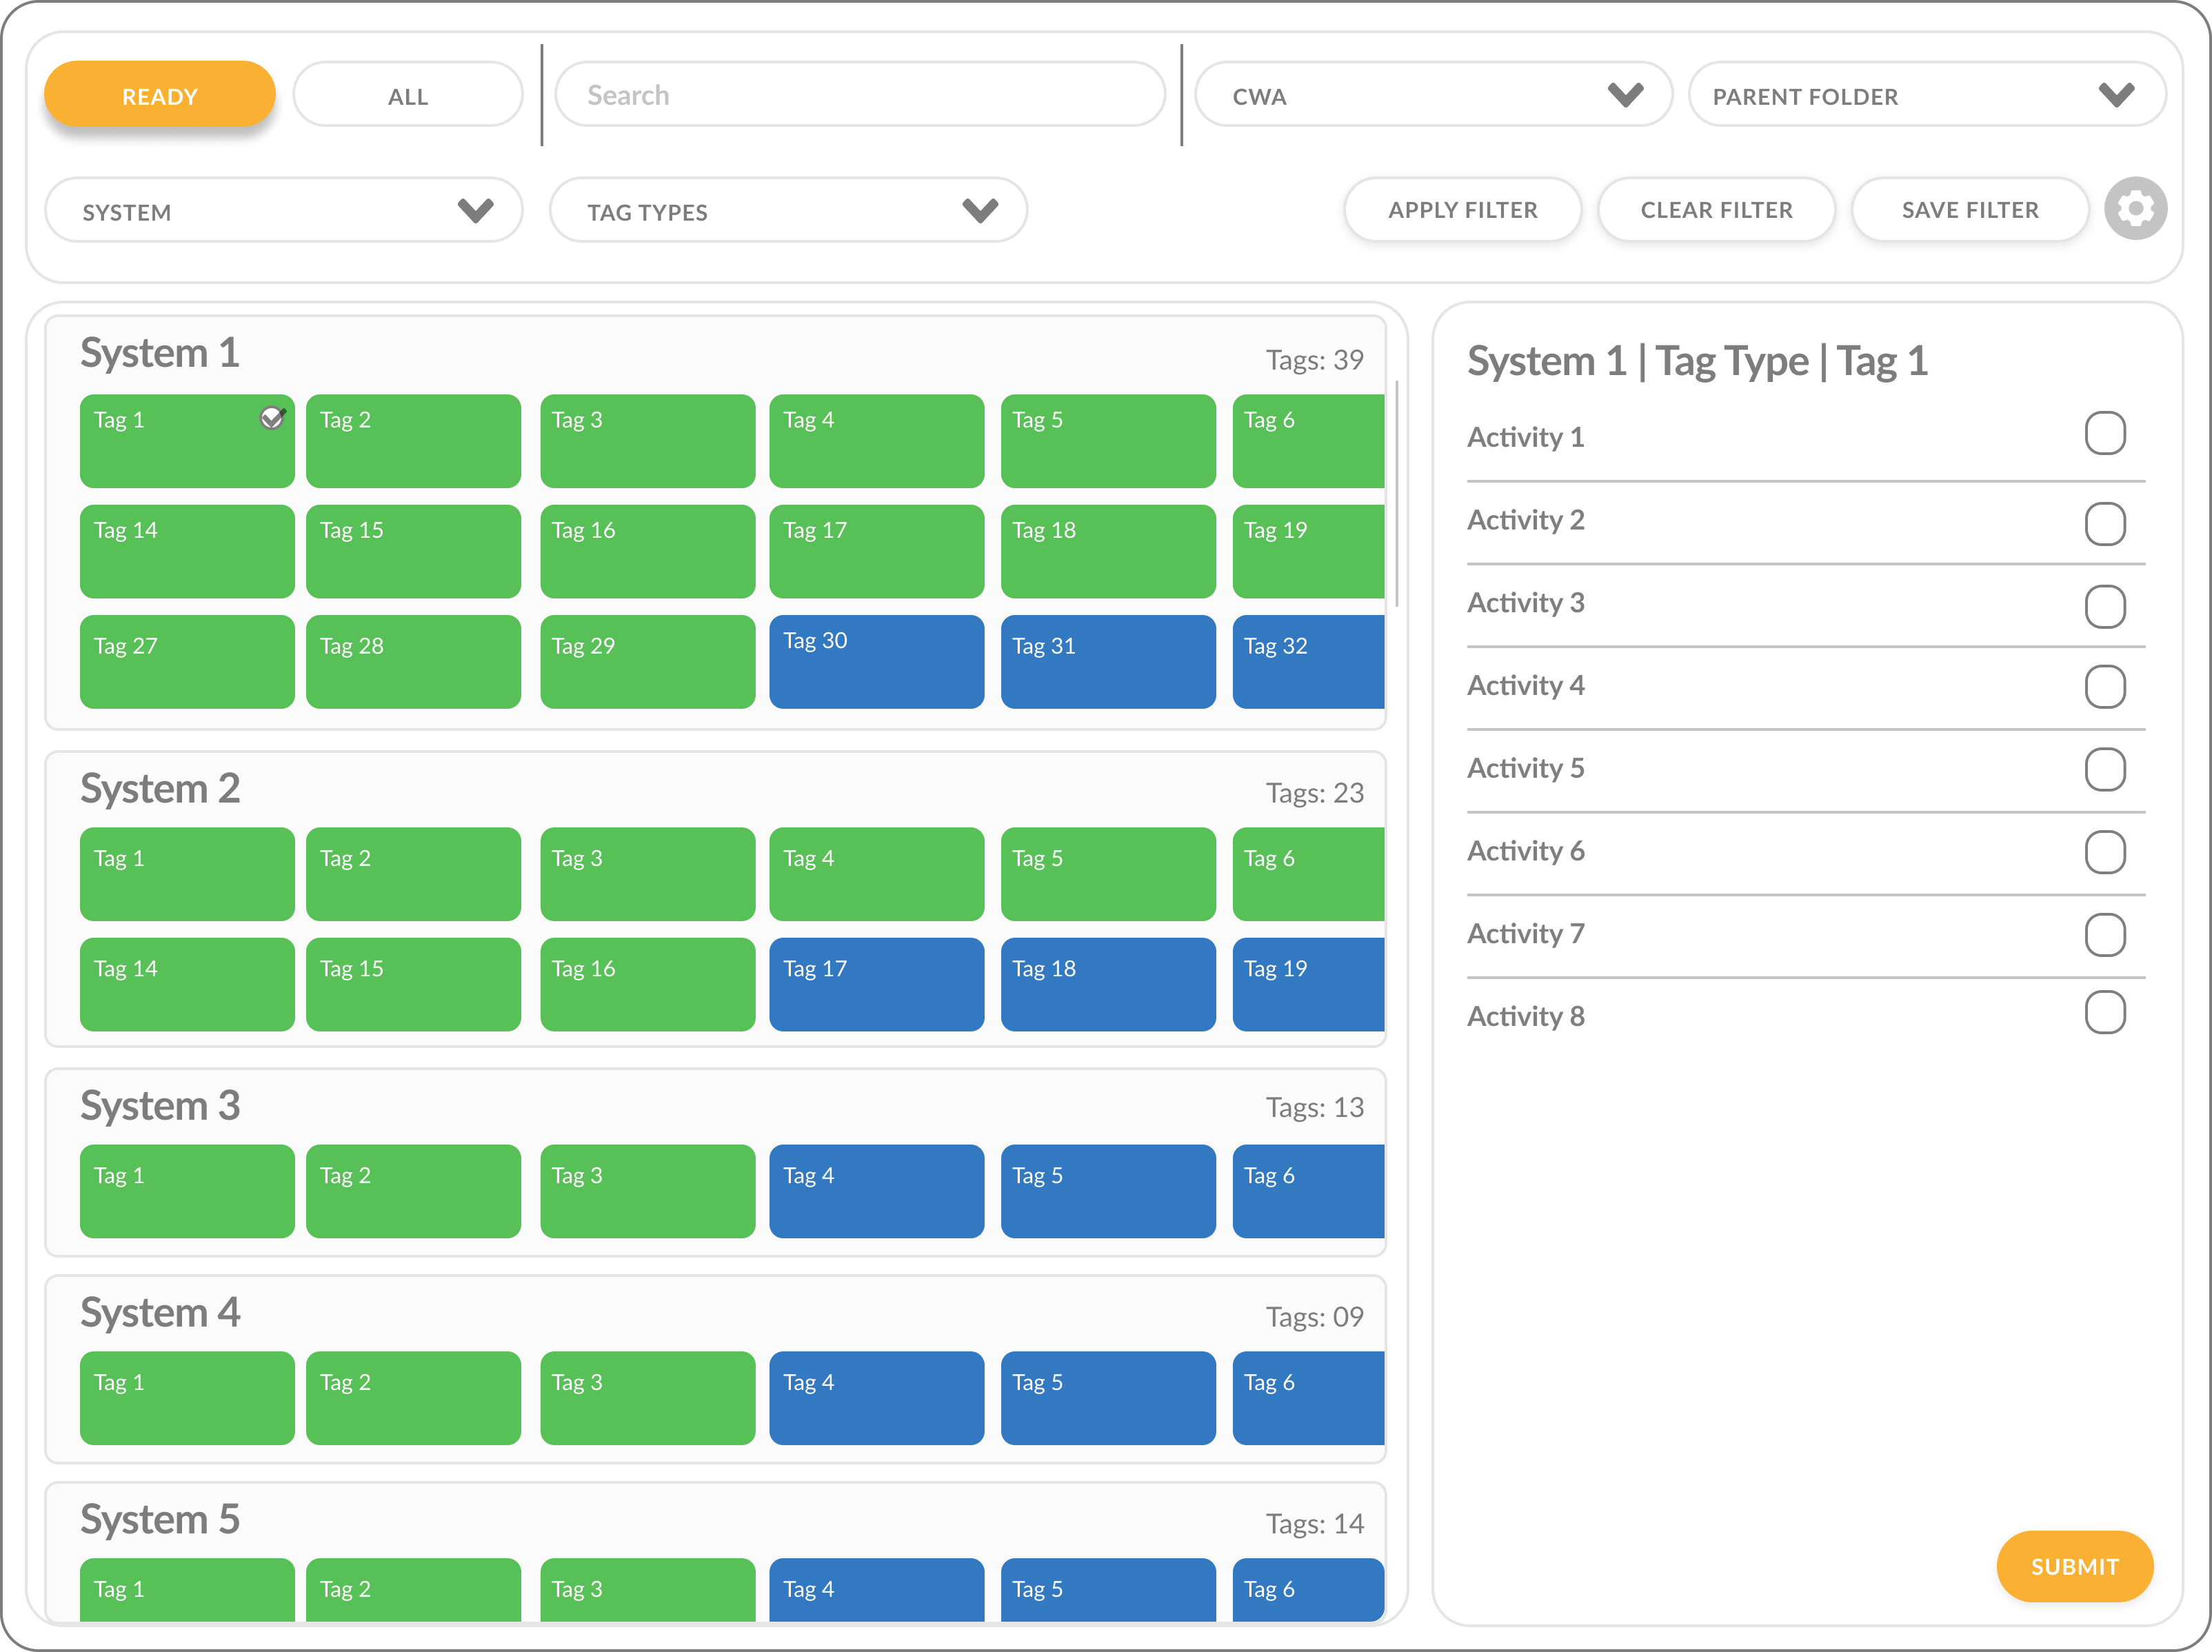 READY
ALL
Search
CWA
PARENT FOLDER
SYSTEM
TAG TYPES
APPLY FILTER
CLEAR FILTER
SAVE FILTER
System 1
Tags: 39
Tag 1
Tag 2
Tag 3
Tag 4
Tag 5
Tag 6
Tag 14
Tag 15
Tag 16
Tag 17
Tag 18
Tag 19
Tag 27
Tag 28
Tag 29
Tag 30
Tag 31
Tag 32
System 2
Tags: 23
Tag 1
Tag 2
Tag 3
Tag 4
Tag 5
Tag 6
Tag 14
Tag 15
Tag 16
Tag 17
Tag 18
Tag 19
System 3
Tags: 13
Tag 1
Tag 2
Tag 3
Tag 4
Tag 5
Tag 6
System 4
Tags: 09
Tag 1
Tag 2
Tag 3
Tag 4
Tag 5
Tag 6
System 5
Tags: 14
Tag 1
Tag 2
Tag 3
Tag 4
Tag 5
Tag 6
System 1 | Tag Type | Tag 1
Activity 1
Activity 2
Activity 3
Activity 4
Activity 5
Activity 6
Activity 7
Activity 8
SUBMIT